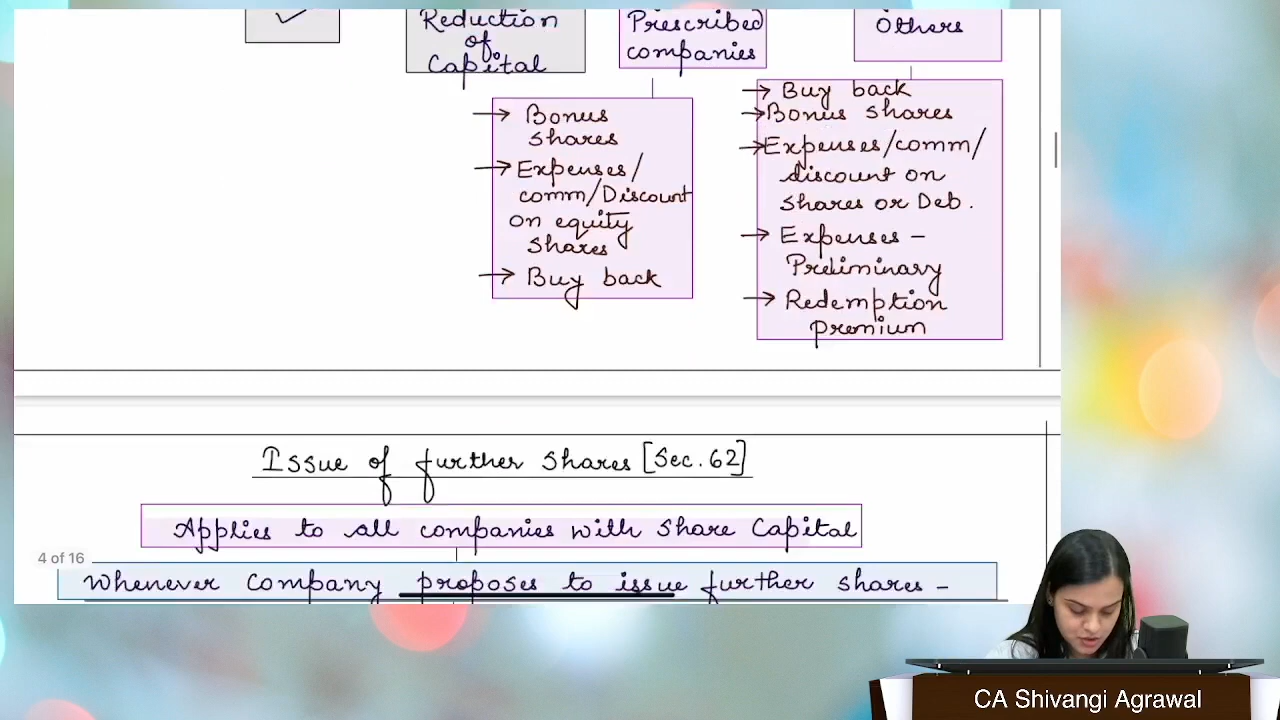 Reduction
of
Capital
Prescribed
companies
Others
→ Bonus
shares
→ Expenses/
comm/Discount
on equity
shares
→ Buy back
→ Buy back
→ Bonus shares
→ Expenses/comm/
discount on
shares or Deb.
→ Expenses –
Preliminary
→ Redemption
premium
Issue of further shares [Sec. 62]
Applies to all companies with Share Capital
4 of 16
Whenever Company proposes to issue further shares –
CA Shivangi Agrawal